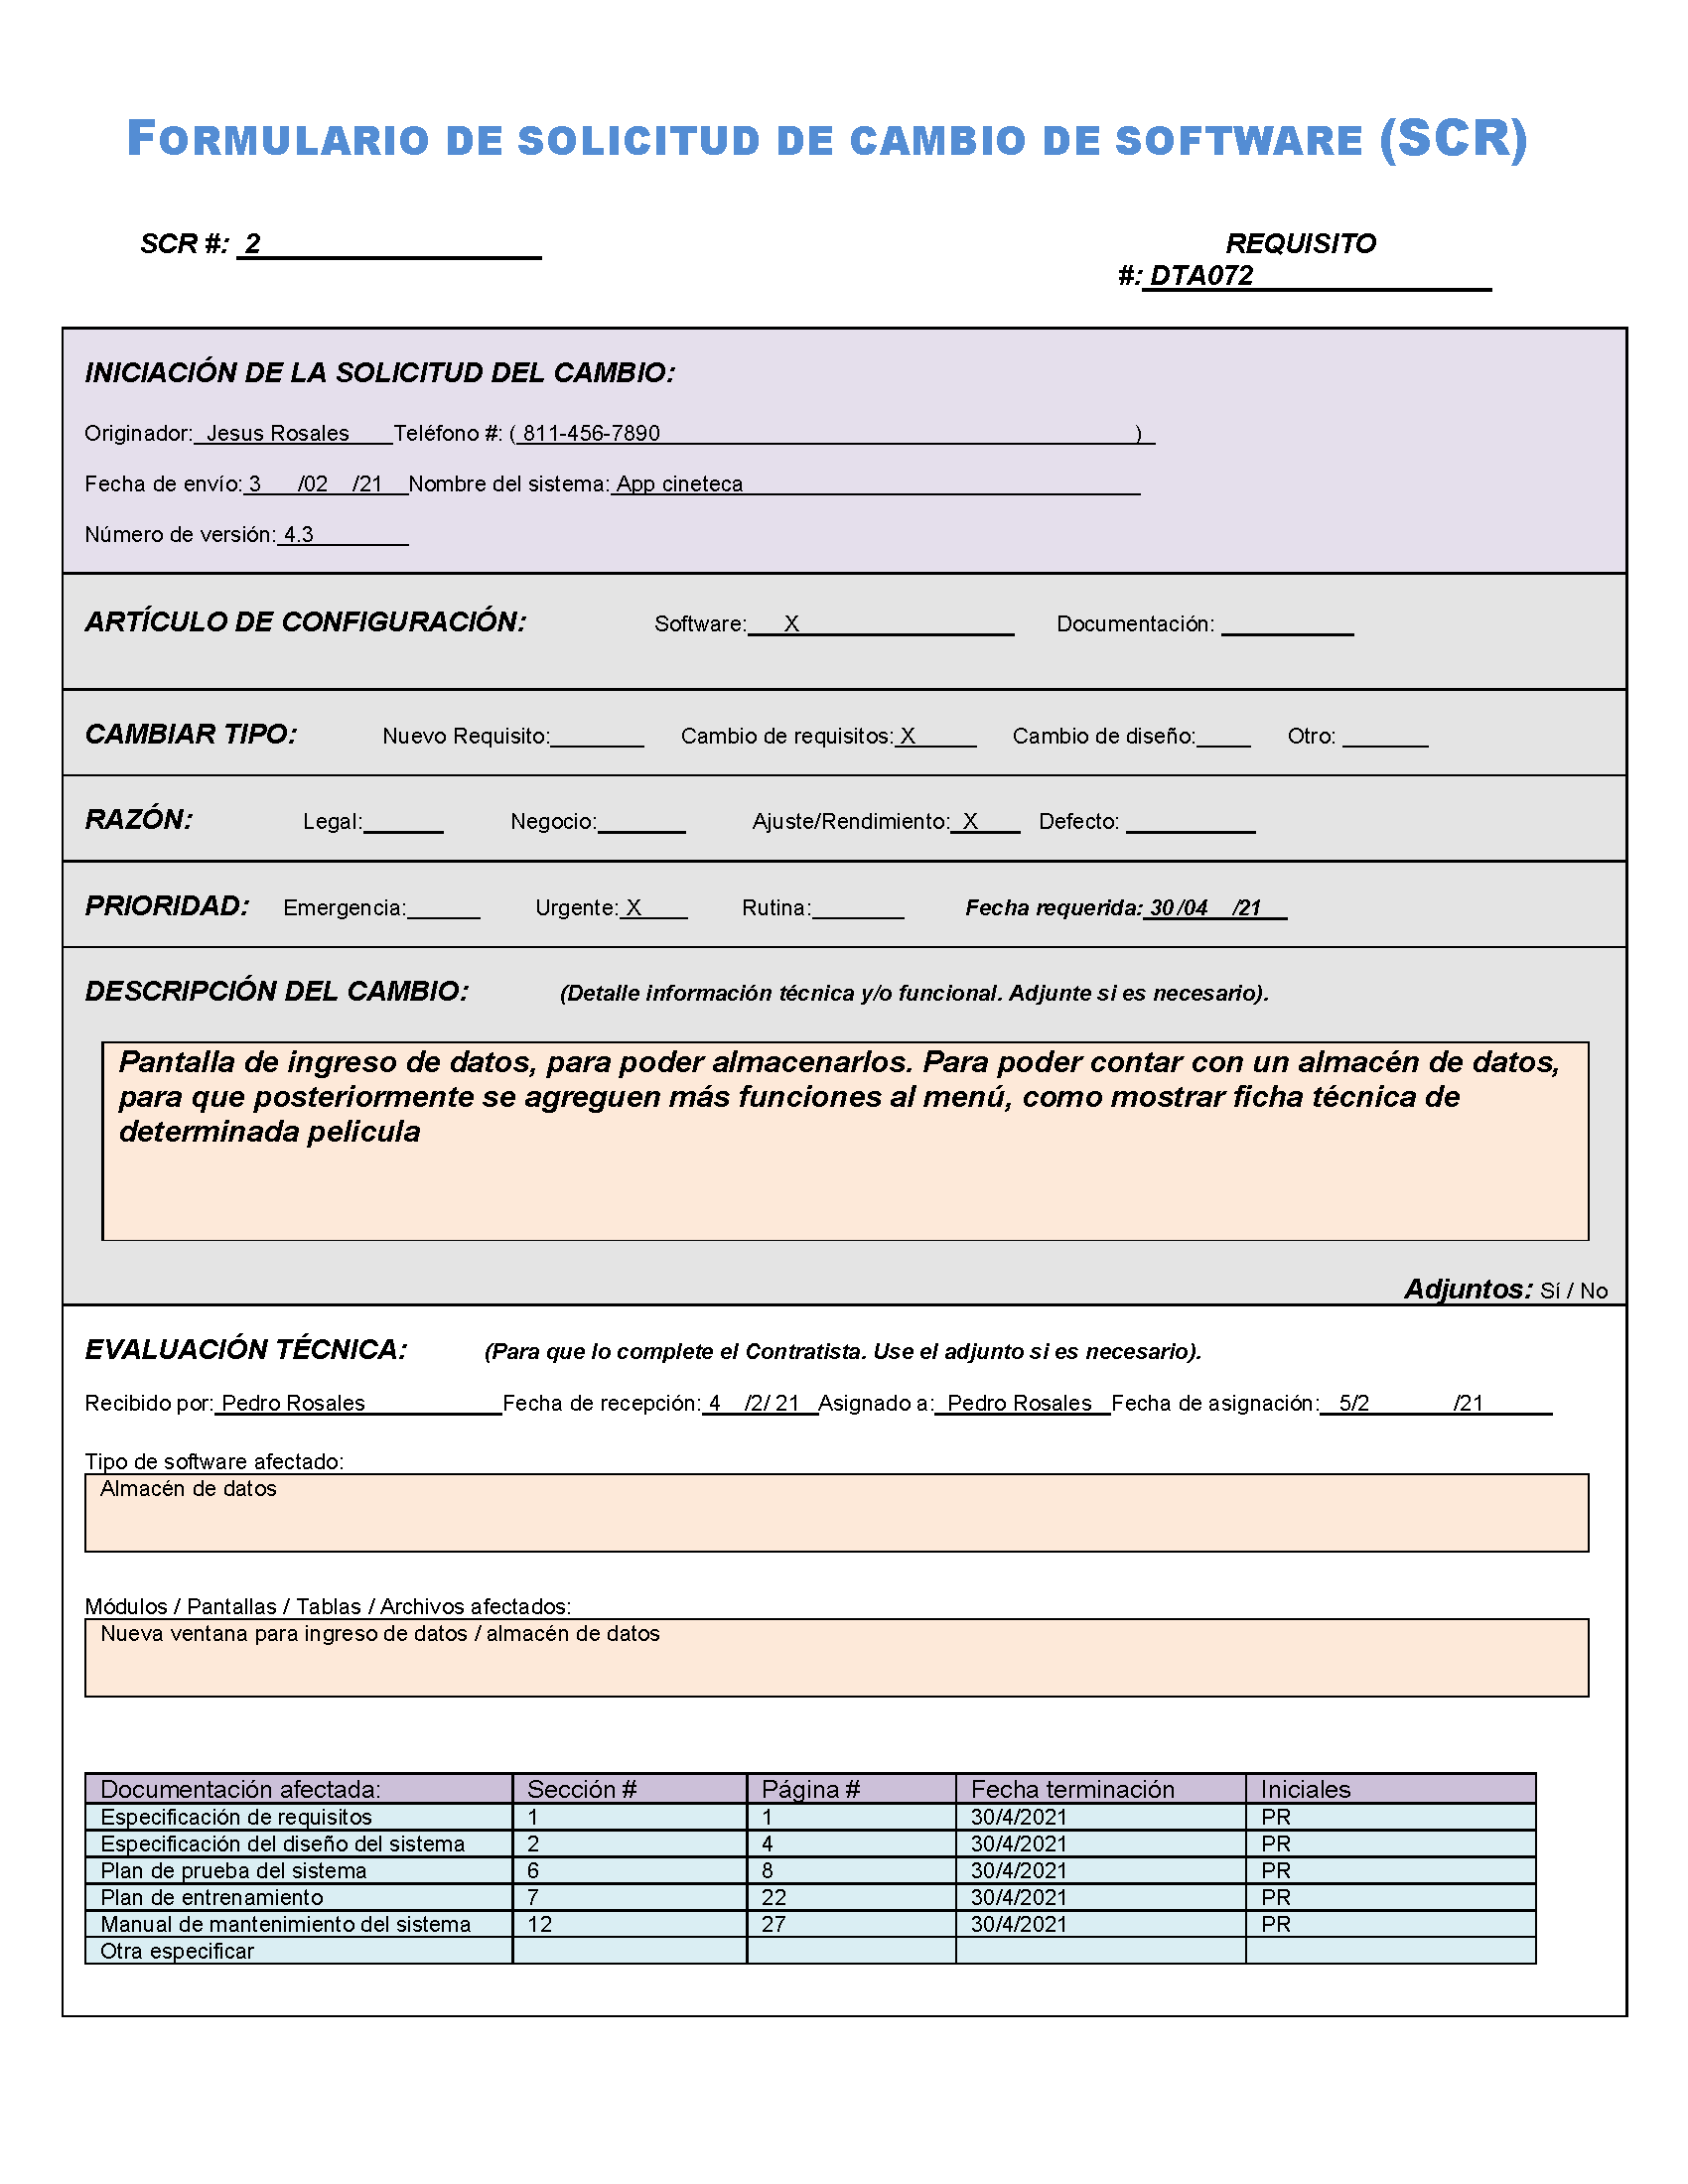 FORMULARIO DE SOLICITUD DE CAMBIO DE SOFTWARE (SCR)
SCR #: 2
REQUISITO
#: DTA072
INICIACIÓN DE LA SOLICITUD DEL CAMBIO:
Originador: Jesus Rosales Teléfono #: ( 811-456-7890 )
Fecha de envío: 3 /02 /21 Nombre del sistema: App cineteca
Número de versión: 4.3
ARTÍCULO DE CONFIGURACIÓN: Software: X Documentación:
CAMBIAR TIPO: Nuevo Requisito: Cambio de requisitos: X Cambio de diseño: Otro:
RAZÓN: Legal: Negocio: Ajuste/Rendimiento: X Defecto:
PRIORIDAD: Emergencia: Urgente: X Rutina: Fecha requerida: 30/04 /21
DESCRIPCIÓN DEL CAMBIO: (Detalle información técnica y/o funcional. Adjunte si es necesario).
Pantalla de ingreso de datos, para poder almacenarlos. Para poder contar con un almacén de datos,
para que posteriormente se agreguen más funciones al menú, como mostrar ficha técnica de
determinada pelicula
Adjuntos: Sí / No
EVALUACIÓN TÉCNICA: (Para que lo complete el Contratista. Use el adjunto si es necesario).
Recibido por: Pedro Rosales Fecha de recepción: 4 /2/ 21 Asignado a: Pedro Rosales Fecha de asignación: 5/2 /21
Tipo de software afectado:
Almacén de datos
Módulos / Pantallas / Tablas / Archivos afectados:
Nueva ventana para ingreso de datos / almacén de datos
Documentación afectada: Sección # Página # Fecha terminación Iniciales
Especificación de requisitos 1 1 30/4/2021 PR
Especificación del diseño del sistema 2 4 30/4/2021 PR
Plan de prueba del sistema 6 8 30/4/2021 PR
Plan de entrenamiento 7 22 30/4/2021 PR
Manual de mantenimiento del sistema 12 27 30/4/2021 PR
Otra especificar